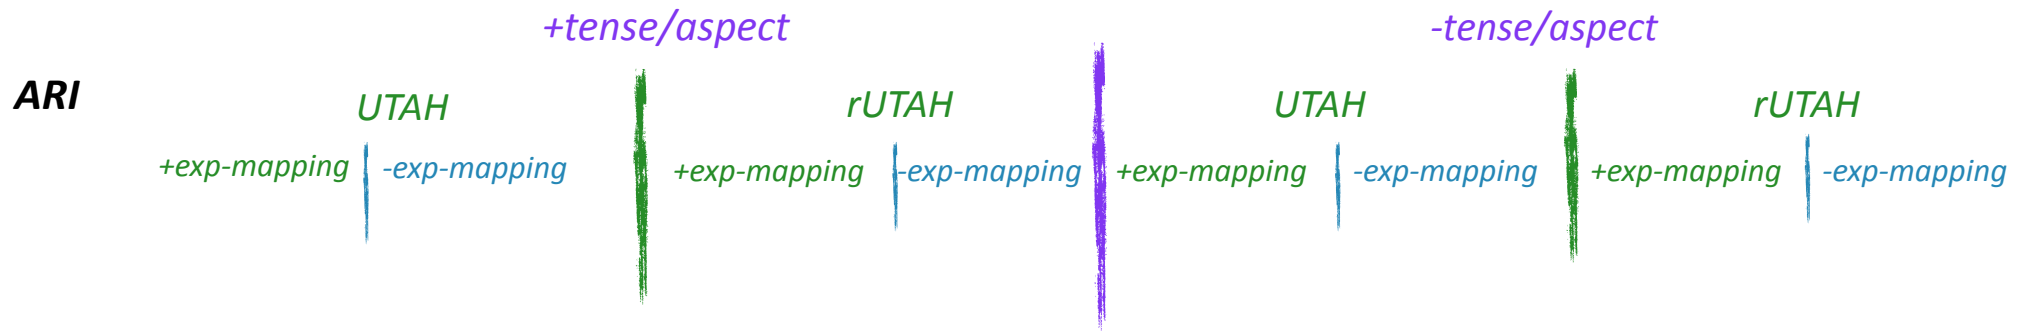 +tense/aspect -tense/aspect
ARI UTAH rUTAH UTAH rUTAH
+exp-mapping -exp-mapping +exp-mapping -exp-mapping +exp-mapping -exp-mapping +exp-mapping -exp-mapping